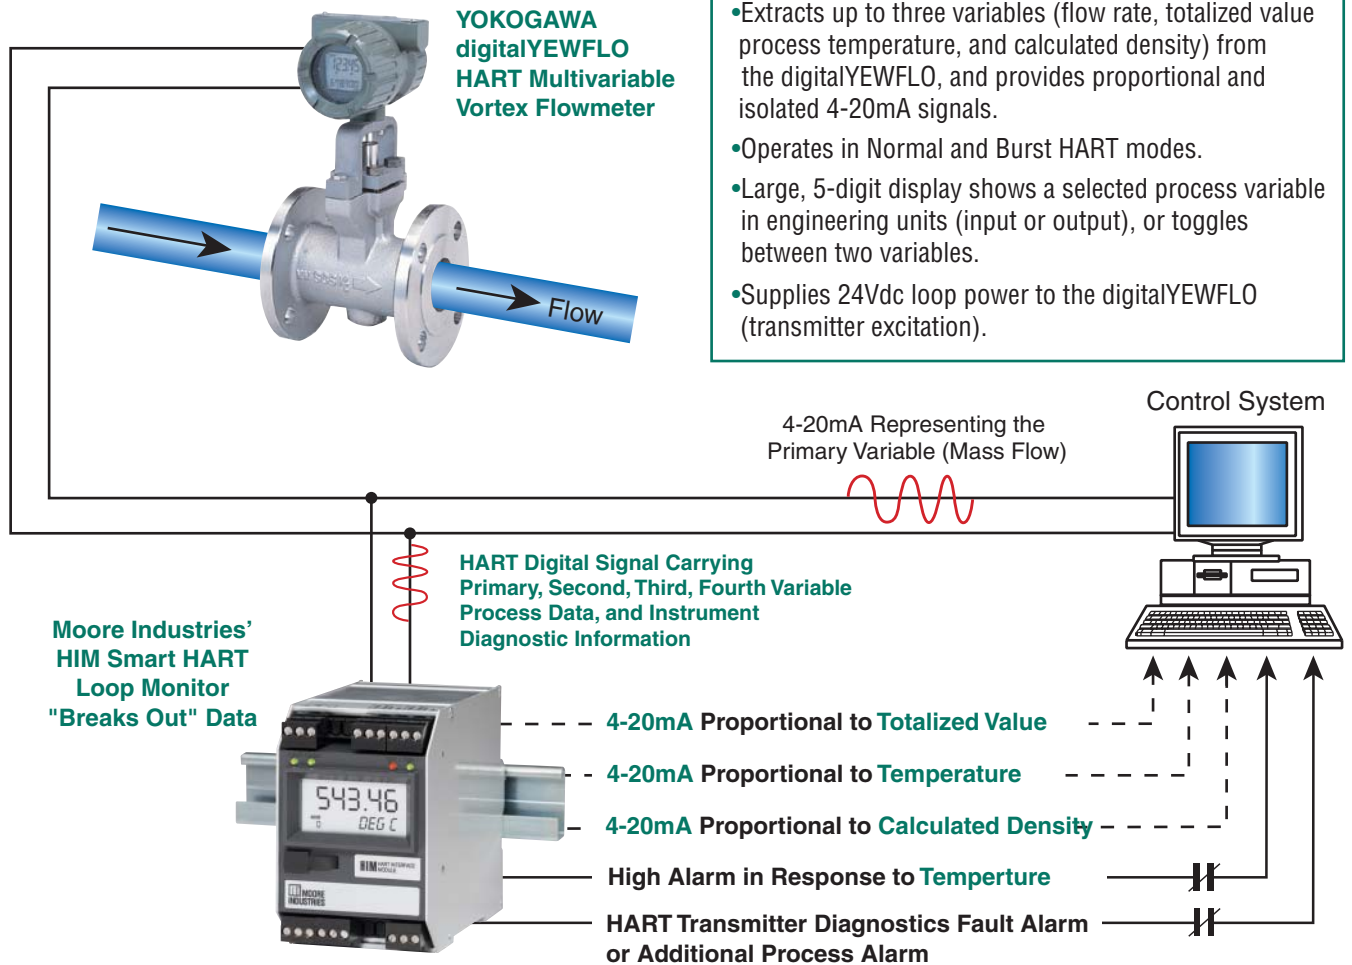 YOKOGAWA
digitalYEWFLO
HART Multivariable
Vortex Flowmeter
•Extracts up to three variables (flow rate, totalized value
process temperature, and calculated density) from
the digitalYEWFLO, and provides proportional and
isolated 4-20mA signals.
•Operates in Normal and Burst HART modes.
•Large, 5-digit display shows a selected process variable
in engineering units (input or output), or toggles
between two variables.
•Supplies 24Vdc loop power to the digitalYEWFLO
(transmitter excitation).
Flow
Control System
4-20mA Representing the
Primary Variable (Mass Flow)
HART Digital Signal Carrying
Primary, Second, Third, Fourth Variable
Process Data, and Instrument
Diagnostic Information
Moore Industries’
HIM Smart HART
Loop Monitor
"Breaks Out" Data
543.46
DEG C
HIM HART INTERFACE
MODULE
MOORE
INDUSTRIES
4-20mA Proportional to Totalized Value
4-20mA Proportional to Temperature
4-20mA Proportional to Calculated Density
High Alarm in Response to Temperture
HART Transmitter Diagnostics Fault Alarm
or Additional Process Alarm